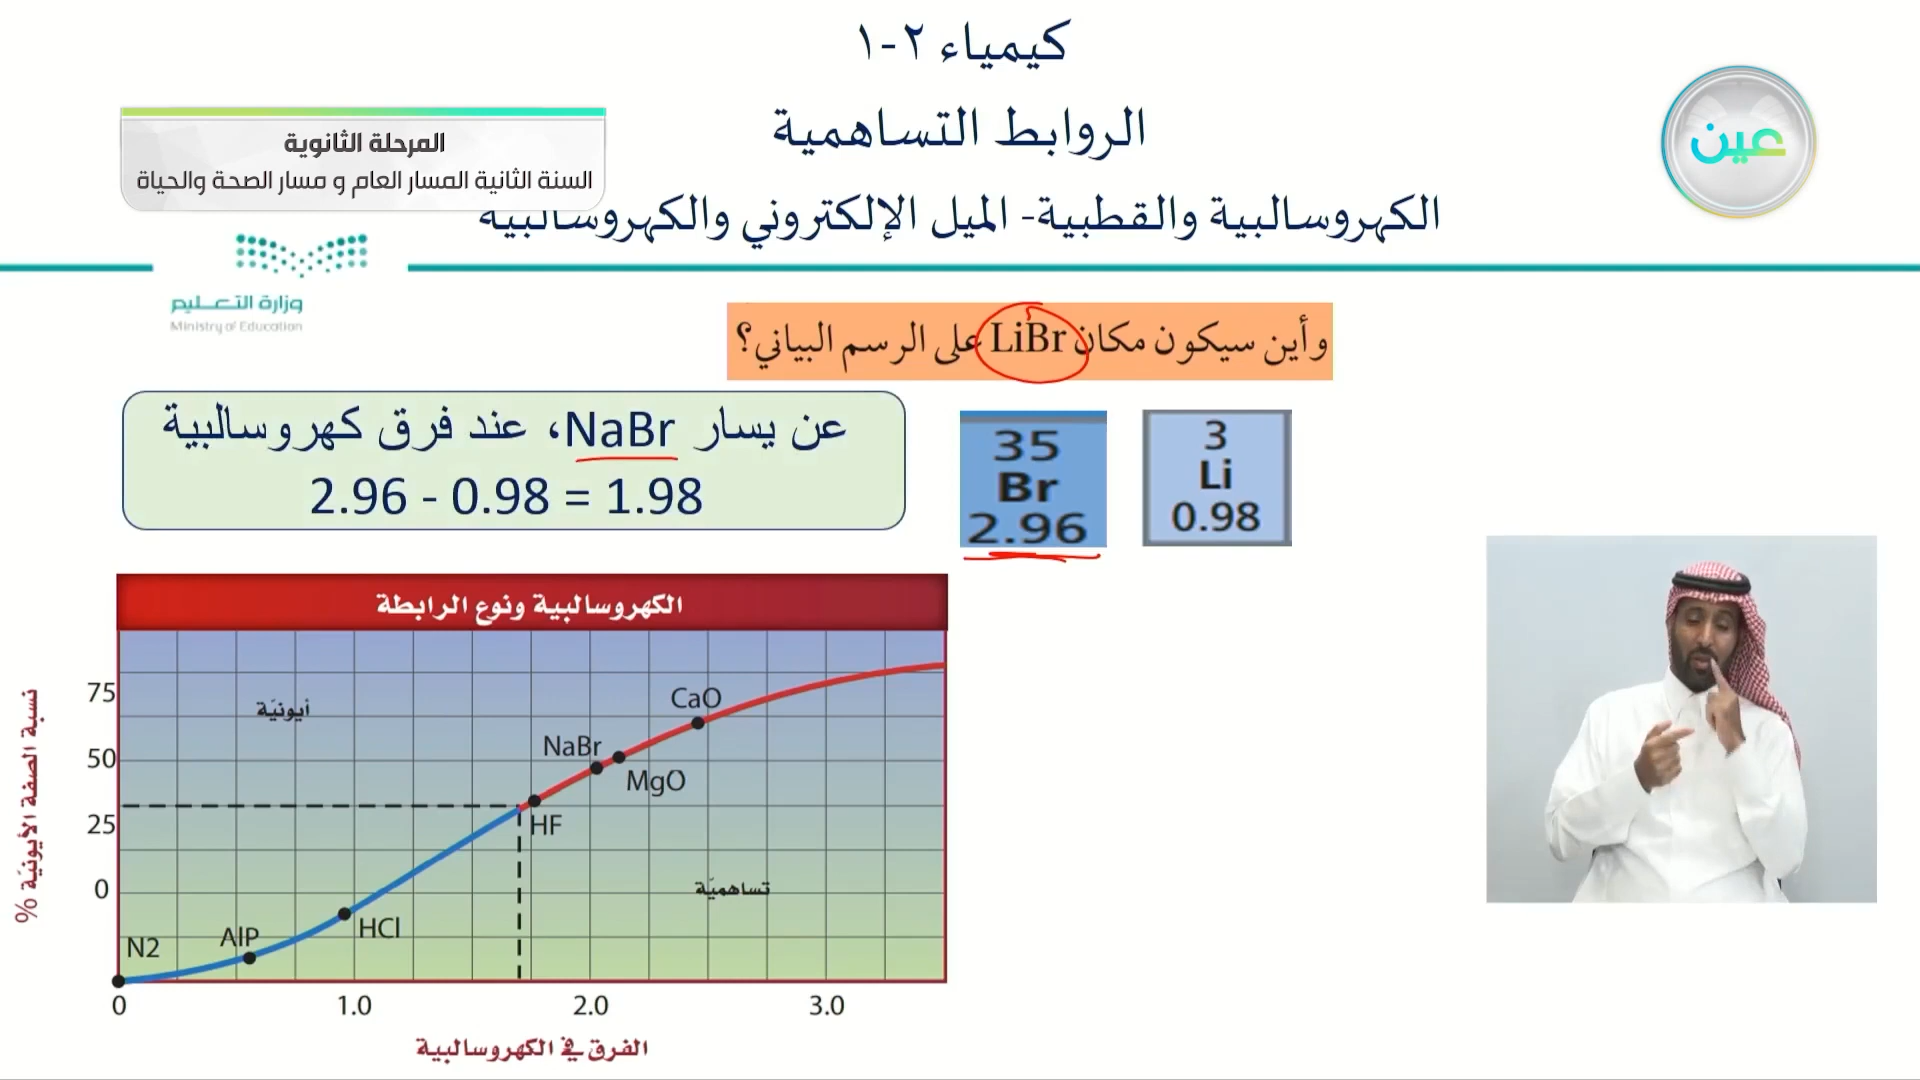 كيمياء ٢-١
الروابط التساهمية
الكهروسالبية والقطبية- الميل الإلكتروني والكهروسالبية
المرحلة الثانوية
السنة الثانية المسار العام و مسار الصحة والحياة
عين
وزارة التعليم
Ministry of Education
وأين سيكون مكان LiBr على الرسم البياني؟
عن يسار NaBr، عند فرق كهروسالبية
2.96 - 0.98 = 1.98
35
Br
2.96
3
Li
0.98
الكهروسالبية ونوع الرابطة
نسبة الصفة الأيونيّة %
75
50
25
0
أيونيّة
تساهميّة
CaO
NaBr
MgO
HF
HCl
AlP
N2
0 1.0 2.0 3.0
الفرق في الكهروسالبية